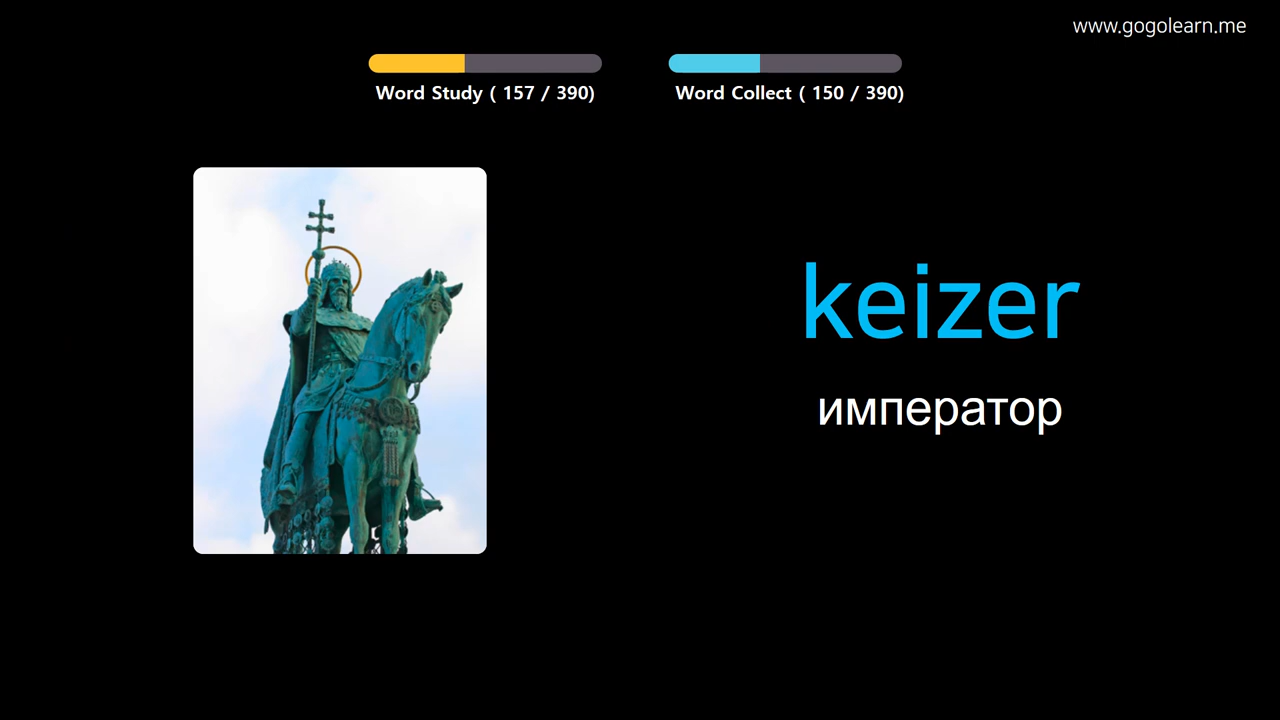 www.gogolearn.me
Word Study ( 157 / 390)
Word Collect ( 150 / 390)
keizer
император